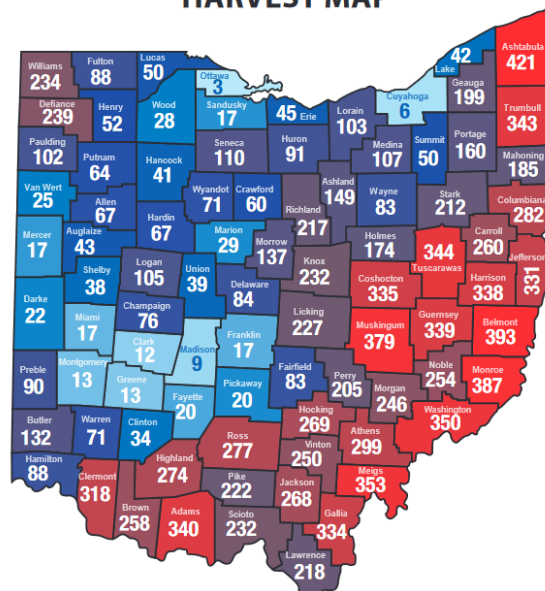 HARVEST MAP
Williams
234
Fulton
88
Lucas
50
Ottawa
3
Lake
42
Ashtabula
421
Defiance
239
Henry
52
Wood
28
Sandusky
17
45 Erie
Lorain
103
Cuyahoga
6
Geauga
199
Trumbull
343
Paulding
102
Putnam
64
Hancock
41
Seneca
110
Huron
91
Medina
107
Summit
50
Portage
160
Mahoning
185
Van Wert
25
Allen
67
Wyandot
71
Crawford
60
Richland
217
Ashland
149
Wayne
83
Stark
212
Columbiana
282
Mercer
17
Auglaize
43
Hardin
67
Marion
29
Morrow
137
Knox
232
Holmes
174
344
Tuscarawas
Carroll
260
Jefferson
331
Shelby
38
Logan
105
Union
39
Delaware
84
Coshocton
335
Harrison
338
Darke
22
Miami
17
Champaign
76
Clark
12
Madison
9
Franklin
17
Licking
227
Muskingum
379
Guernsey
339
Belmont
393
Preble
90
Montgomery
13
Greene
13
Fayette
20
Pickaway
20
Fairfield
83
Perry
205
Morgan
246
Noble
254
Monroe
387
Butler
132
Warren
71
Clinton
34
Ross
277
Hocking
269
Vinton
250
Athens
299
Washington
350
Hamilton
88
Clermont
318
Highland
274
Pike
222
Jackson
268
Meigs
353
Brown
258
Adams
340
Scioto
232
Gallia
334
Lawrence
218